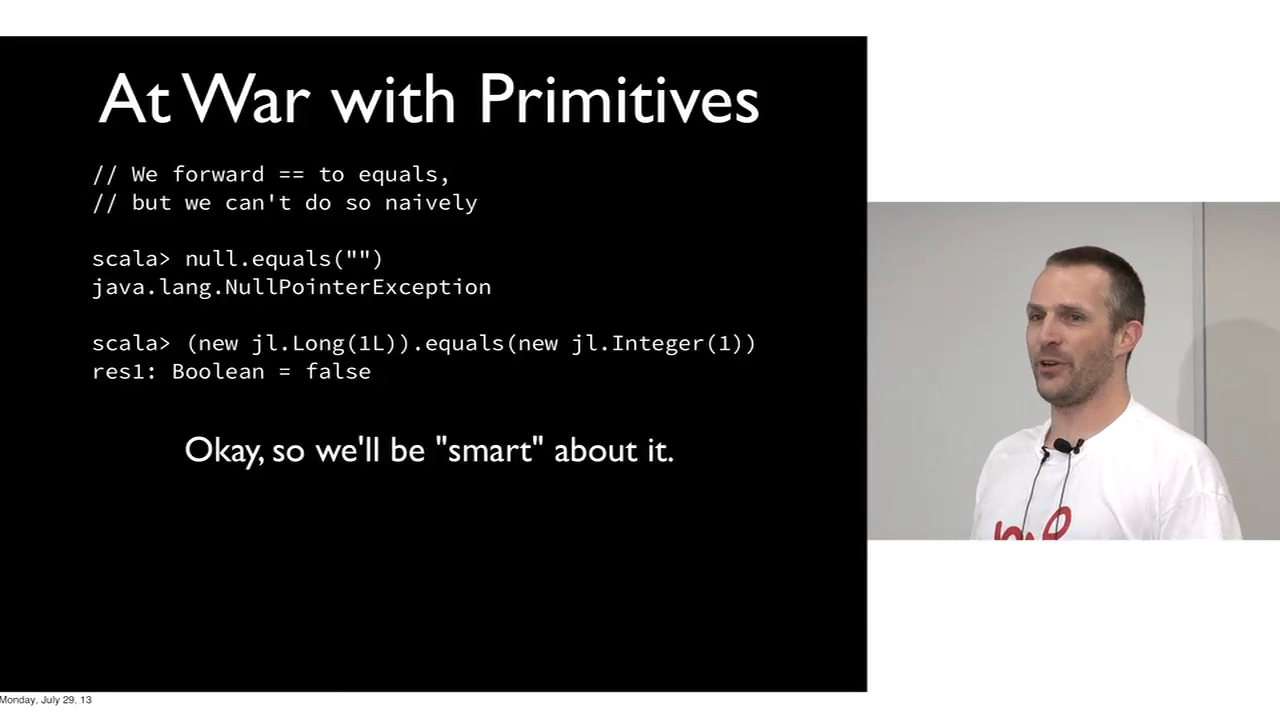 At War with Primitives
// We forward == to equals,
// but we can't do so naively
scala> null.equals("")
java.lang.NullPointerException
scala> (new jl.Long(1L)).equals(new jl.Integer(1))
res1: Boolean = false
Okay, so we'll be "smart" about it.
Monday, July 29, 13